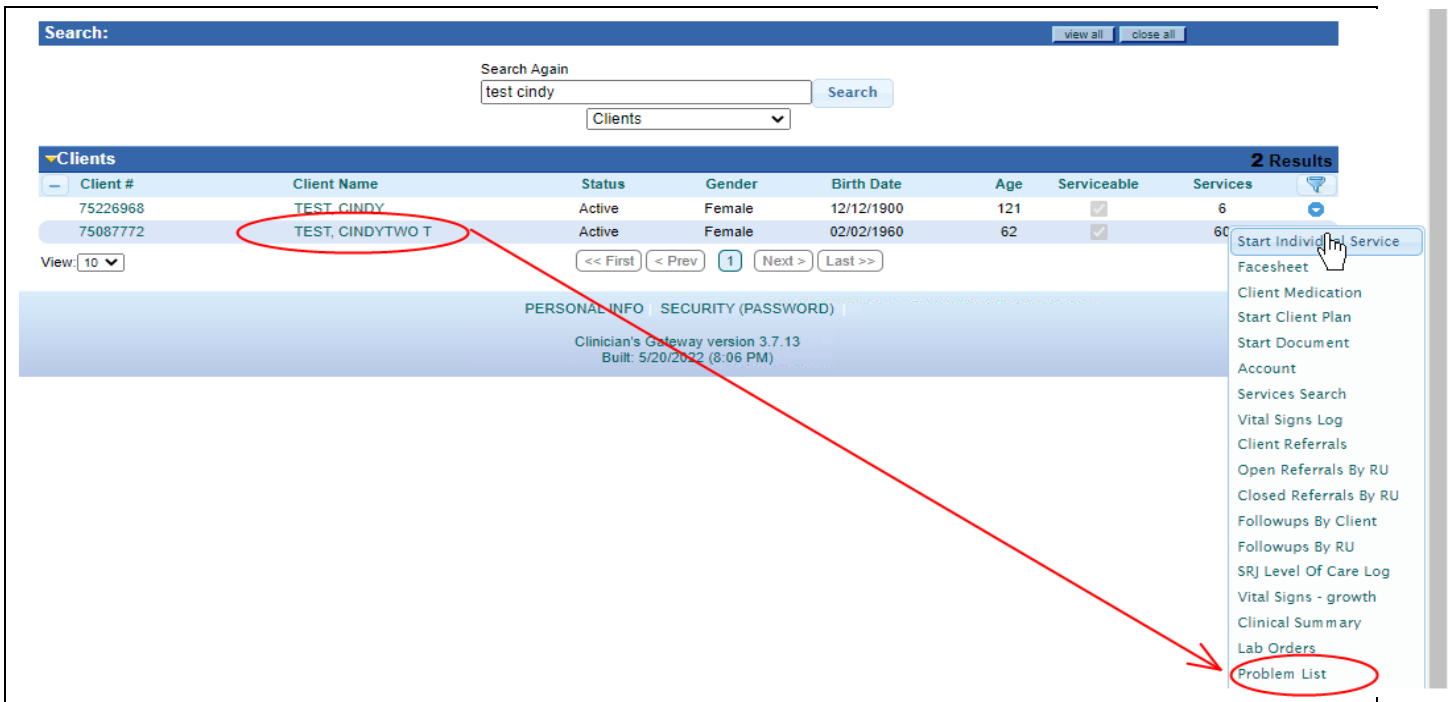 Search:
view all close all
Search Again
test cindy Search
Clients
Clients 2 Results
Client # Client Name Status Gender Birth Date Age Serviceable Services
75226968 TEST, CINDY Active Female 12/12/1900 121 6
75087772 TEST, CINDYTWO T Active Female 02/02/1960 62 60
View: 10 << First < Prev 1 Next > Last >>
Start Individual Service
Facesheet
Client Medication
Start Client Plan
Start Document
Account
Services Search
Vital Signs Log
Client Referrals
Open Referrals By RU
Closed Referrals By RU
Followups By Client
Followups By RU
SRJ Level Of Care Log
Vital Signs - growth
Clinical Summary
Lab Orders
Problem List
PERSONAL INFO | SECURITY (PASSWORD) |
Clinician's Gateway version 3.7.13
Built: 5/20/2022 (8:06 PM)